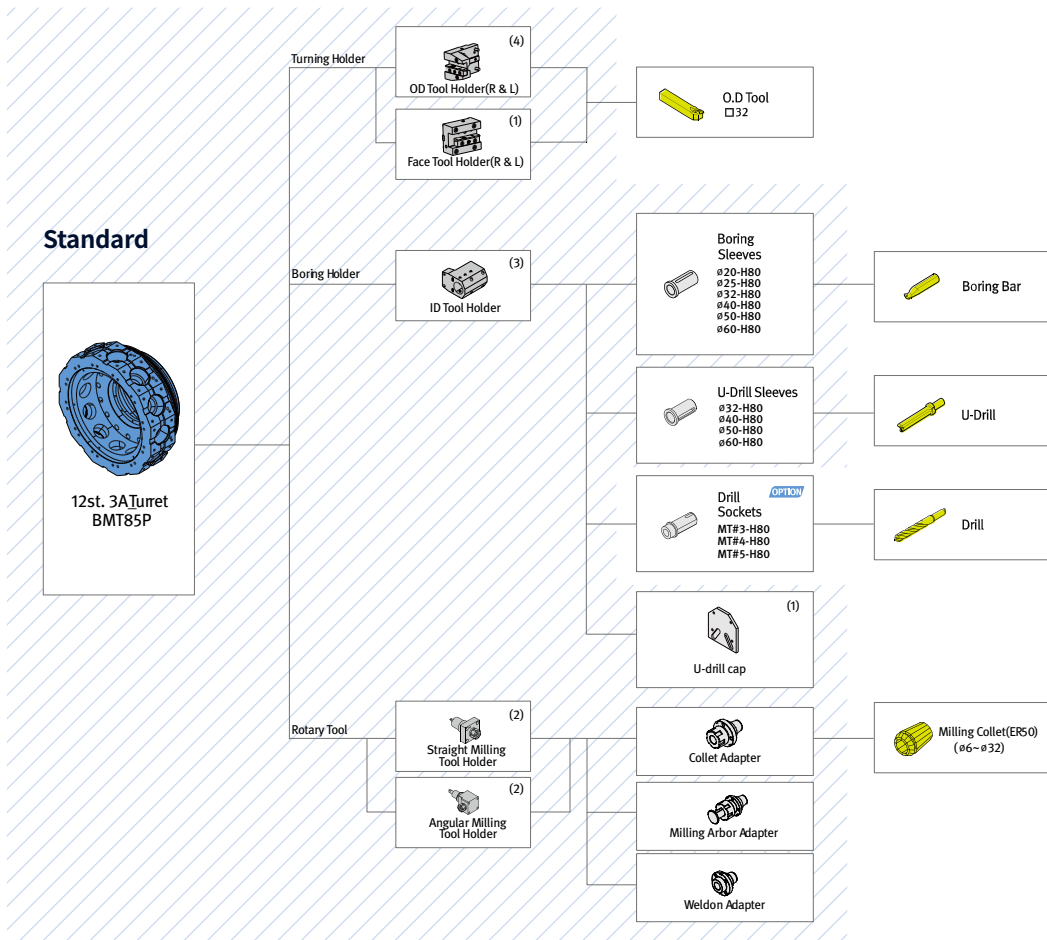 Standard
12st. 3A Turret
BMT85P
Turning Holder
(4)
OD Tool Holder(R & L)
(1)
Face Tool Holder(R & L)
O.D Tool
□32
Boring Holder
(3)
ID Tool Holder
Boring
Sleeves
ø20-H80
ø25-H80
ø32-H80
ø40-H80
ø50-H80
ø60-H80
Boring Bar
U-Drill Sleeves
ø32-H80
ø40-H80
ø50-H80
ø60-H80
U-Drill
OPTION
Drill
Sockets
MT#3-H80
MT#4-H80
MT#5-H80
Drill
(1)
U-drill cap
Rotary Tool
(2)
Straight Milling
Tool Holder
(2)
Angular Milling
Tool Holder
Collet Adapter
Milling Collet(ER50)
(ø6~ø32)
Milling Arbor Adapter
Weldon Adapter